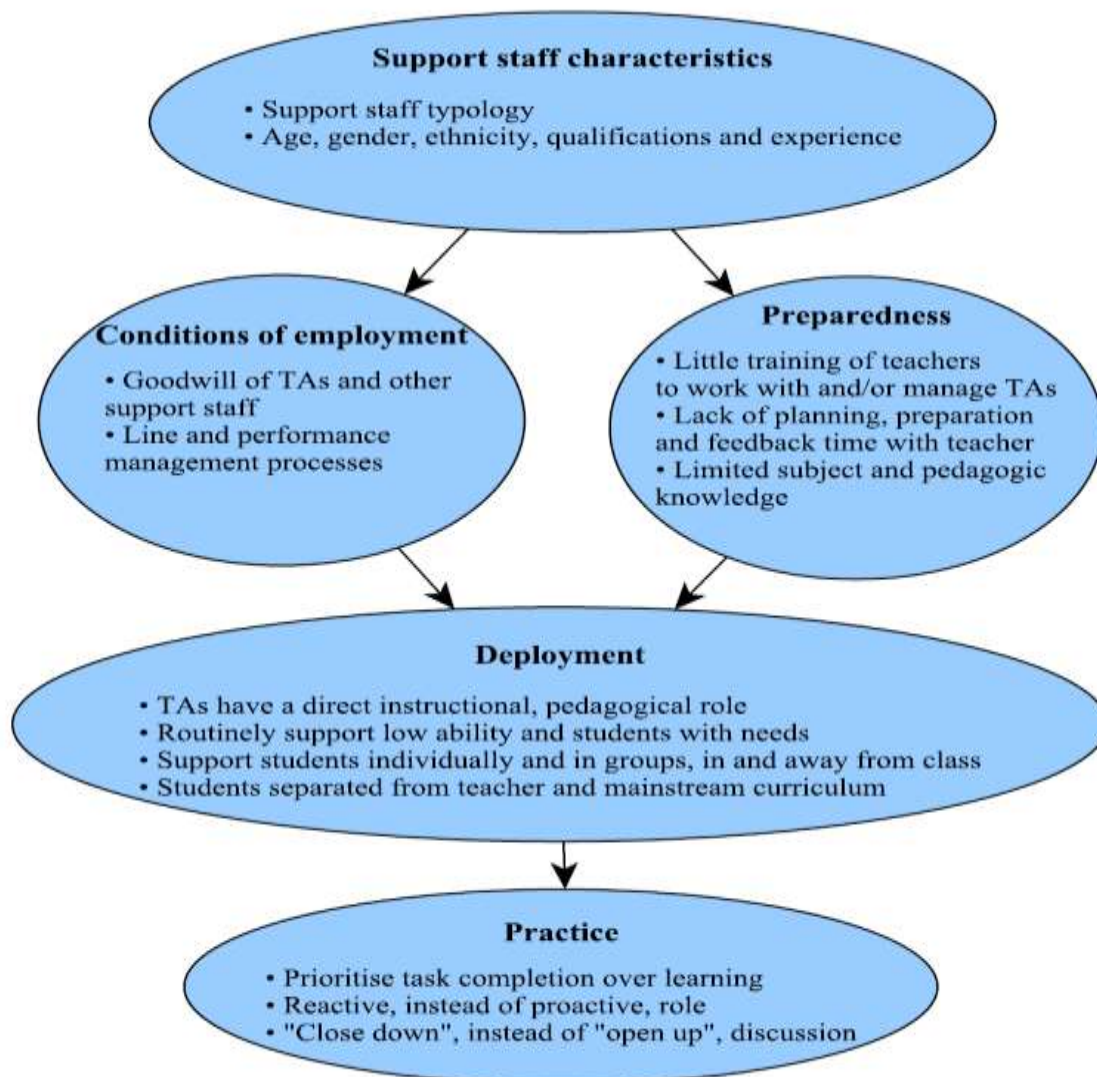 Support staff characteristics
• Support staff typology
• Age, gender, ethnicity, qualifications and experience
Conditions of employment
• Goodwill of TAs and other
support staff
• Line and performance
management processes
Preparedness
• Little training of teachers
to work with and/or manage TAs
• Lack of planning, preparation
and feedback time with teacher
• Limited subject and pedagogic
knowledge
Deployment
• TAs have a direct instructional, pedagogical role
• Routinely support low ability and students with needs
• Support students individually and in groups, in and away from class
• Students separated from teacher and mainstream curriculum
Practice
• Prioritise task completion over learning
• Reactive, instead of proactive, role
• "Close down", instead of "open up", discussion